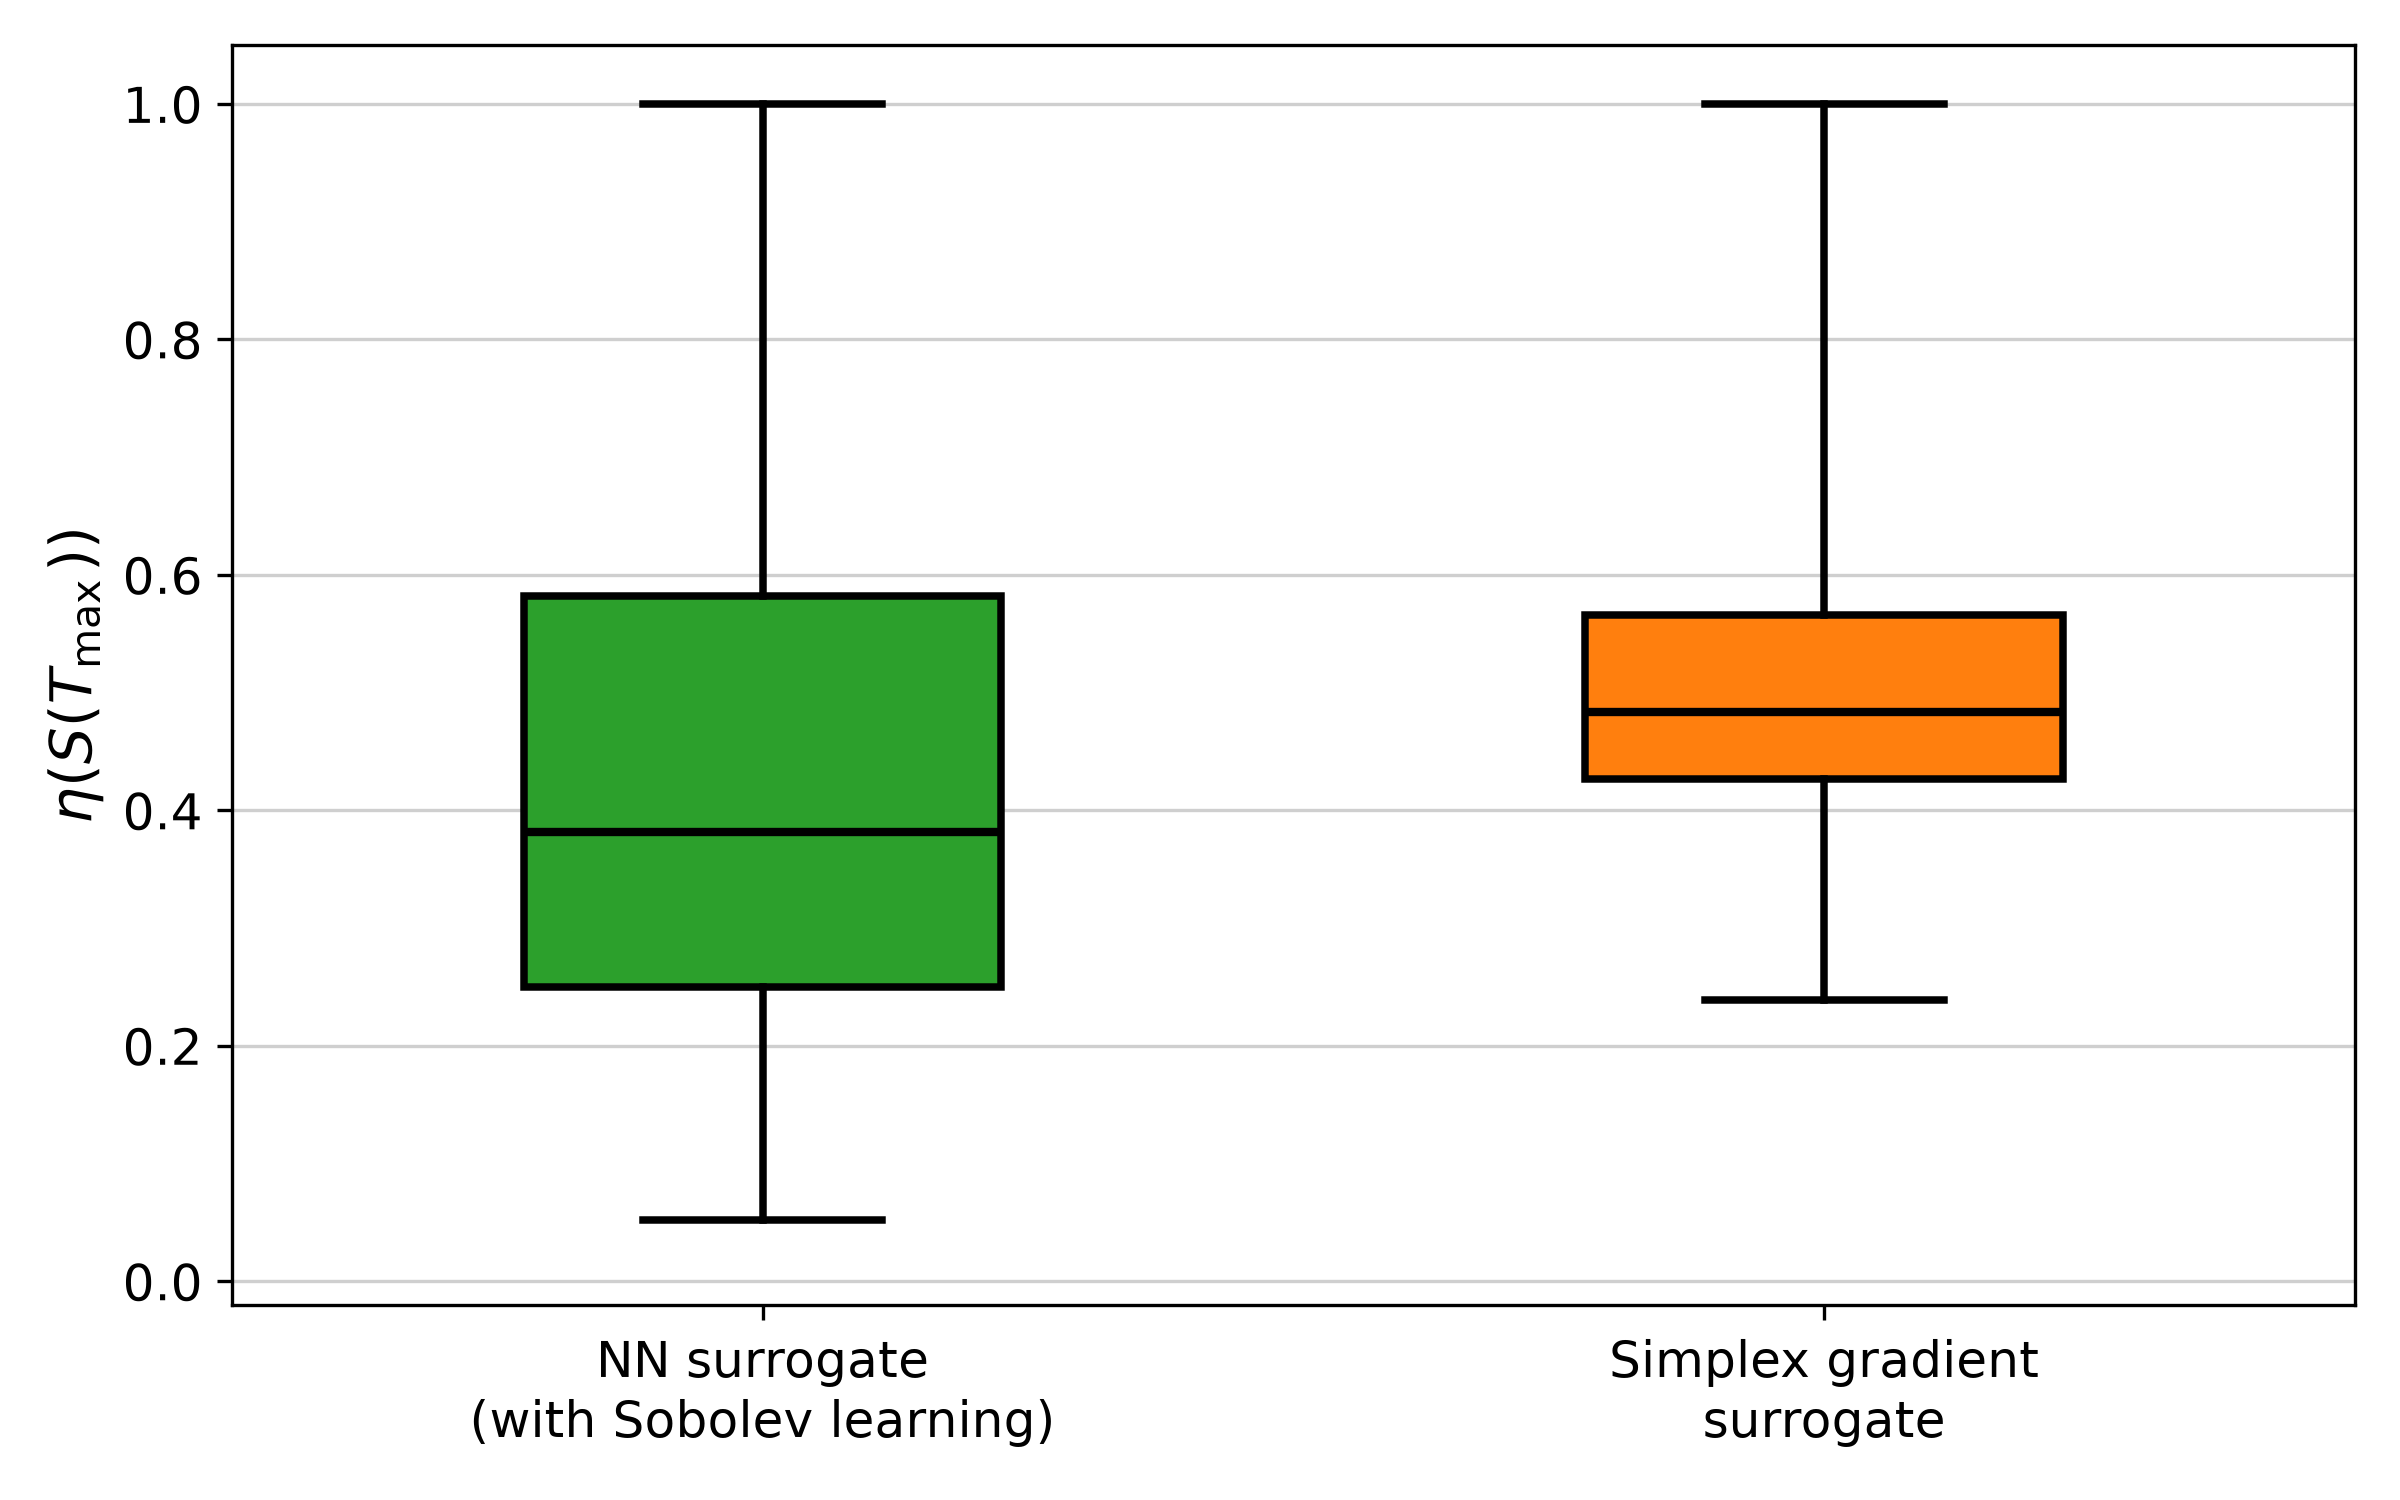 1.0
0.8
0.6
0.4
0.2
0.0
η(S(T_max))
NN surrogate
(with Sobolev learning)
Simplex gradient
surrogate